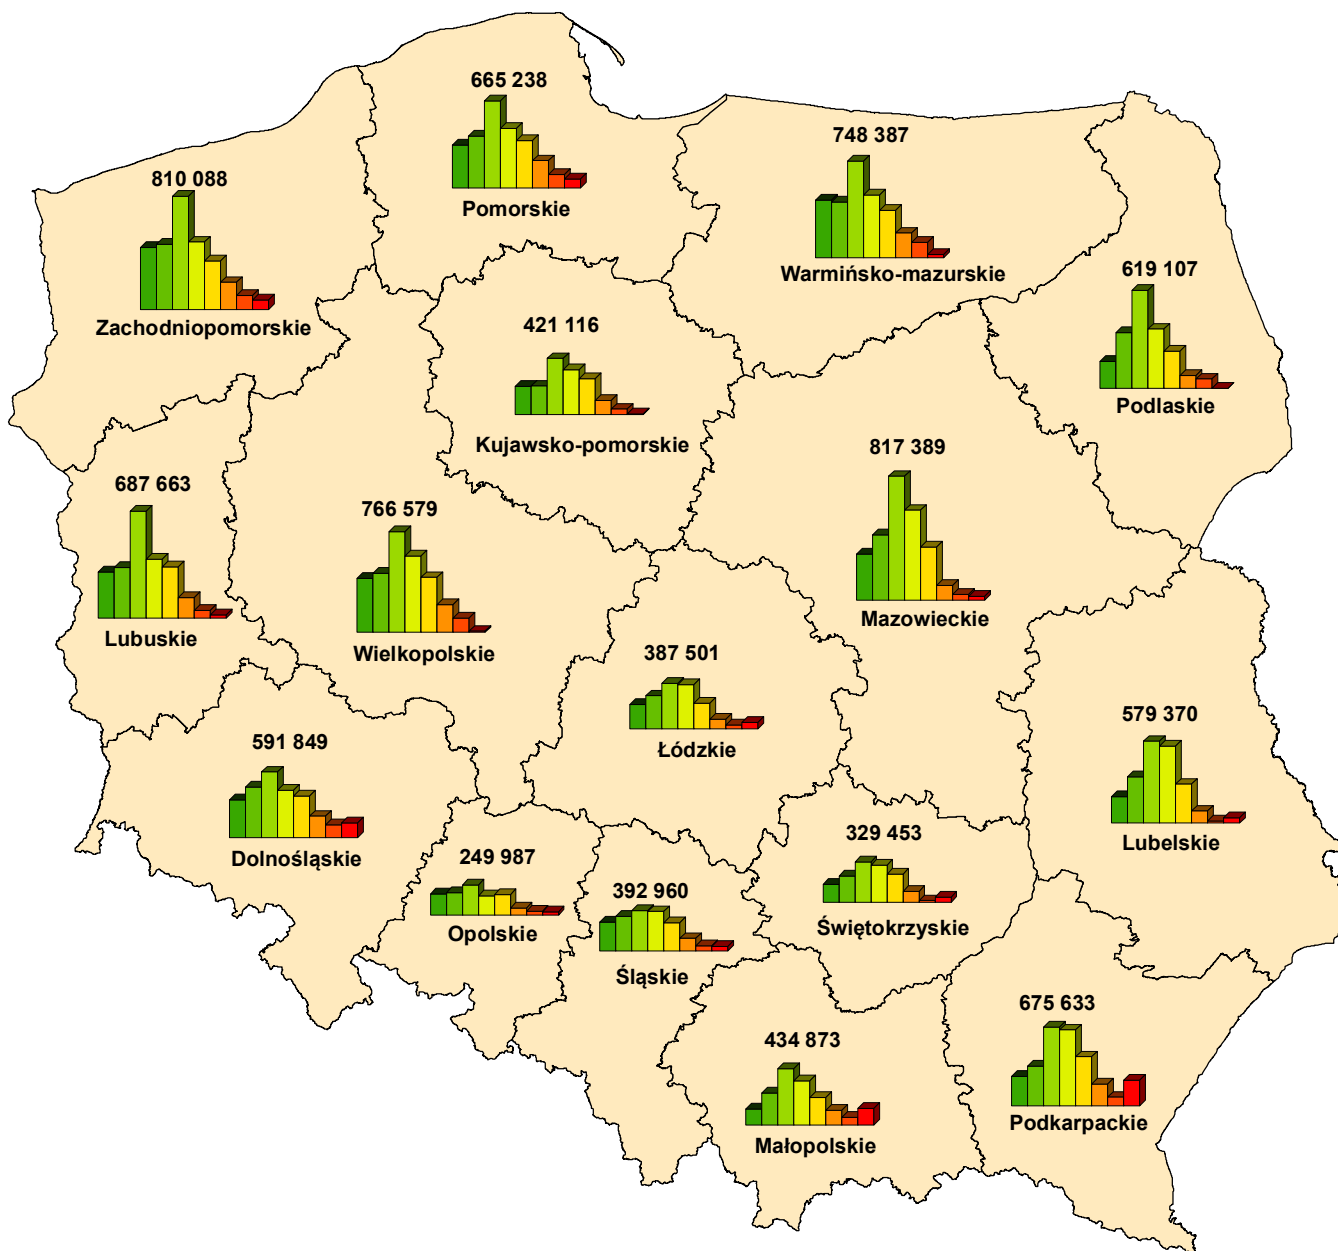 665 238
Pomorskie
748 387
Warmińsko-mazurskie
810 088
Zachodniopomorskie
619 107
Podlaskie
421 116
Kujawsko-pomorskie
817 389
Mazowieckie
687 663
Lubuskie
766 579
Wielkopolskie
387 501
Łódzkie
579 370
Lubelskie
591 849
Dolnośląskie
249 987
Opolskie
392 960
Śląskie
329 453
Świętokrzyskie
675 633
Podkarpackie
434 873
Małopolskie